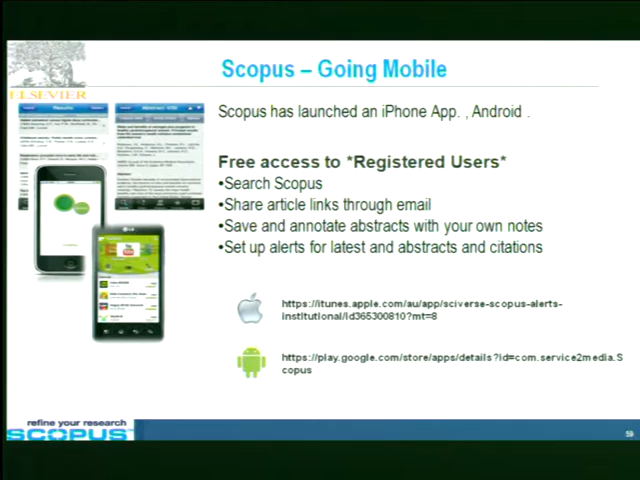 ELSEVIER
Scopus – Going Mobile
Scopus has launched an iPhone App. , Android .
Free access to *Registered Users*
•Search Scopus
•Share article links through email
•Save and annotate abstracts with your own notes
•Set up alerts for latest and abstracts and citations
https://itunes.apple.com/au/app/sciverse-scopus-alerts-
institutional/id365300810?mt=8
https://play.google.com/store/apps/details?id=com.service2media.S
copus
refine your research
SCOPUS
59